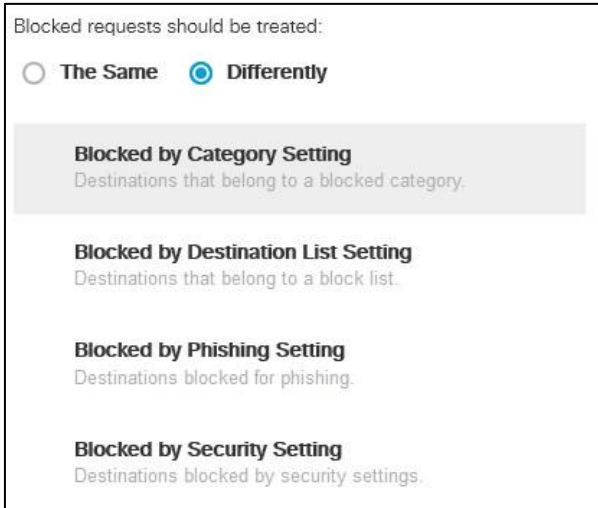 Blocked requests should be treated:
The Same Differently
Blocked by Category Setting
Destinations that belong to a blocked category.
Blocked by Destination List Setting
Destinations that belong to a block list.
Blocked by Phishing Setting
Destinations blocked for phishing.
Blocked by Security Setting
Destinations blocked by security settings.